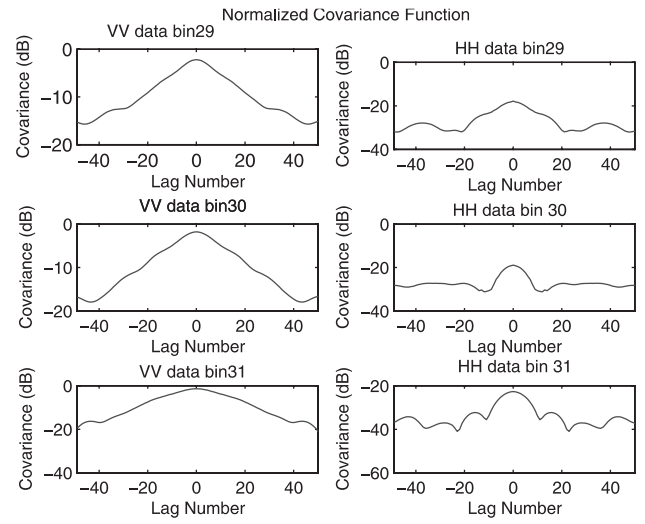 Normalized Covariance Function
VV data bin29
Covariance (dB)
0
−10
−20
−40 −20 0 20 40
Lag Number
HH data bin29
Covariance (dB)
0
−20
−40
−40 −20 0 20 40
Lag Number
VV data bin30
Covariance (dB)
0
−10
−20
−40 −20 0 20 40
Lag Number
HH data bin 30
Covariance (dB)
0
−20
−40
−40 −20 0 20 40
Lag Number
VV data bin31
Covariance (dB)
0
−20
−40
−40 −20 0 20 40
Lag Number
HH data bin 31
Covariance (dB)
−20
−40
−60
−40 −20 0 20 40
Lag Number